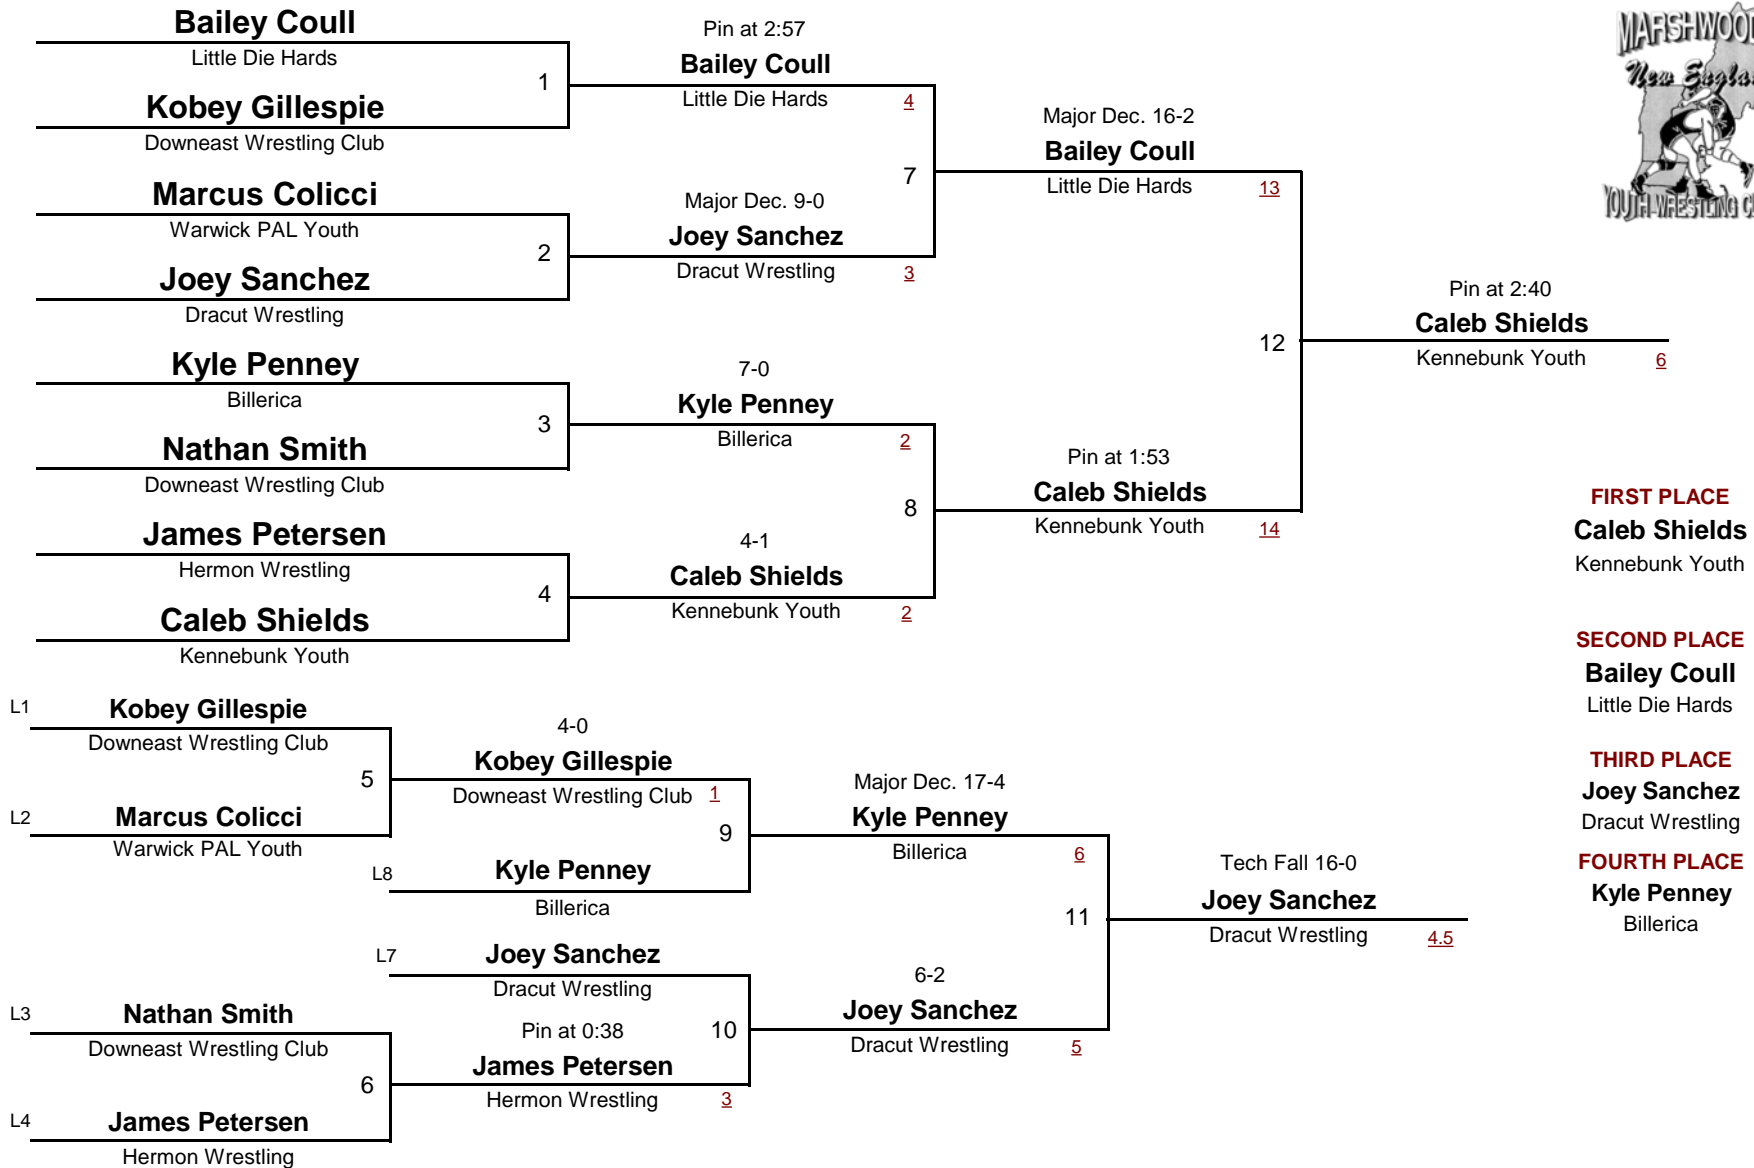 Bailey Coull
Little Die Hards
1
Kobey Gillespie
Downeast Wrestling Club
Marcus Colicci
Warwick PAL Youth
2
Joey Sanchez
Dracut Wrestling
Kyle Penney
Billerica
3
Nathan Smith
Downeast Wrestling Club
James Petersen
Hermon Wrestling
4
Caleb Shields
Kennebunk Youth
Pin at 2:57
Bailey Coull
Little Die Hards 4
7
Major Dec. 9-0
Joey Sanchez
Dracut Wrestling 3
7-0
Kyle Penney
Billerica 2
8
4-1
Caleb Shields
Kennebunk Youth 2
Major Dec. 16-2
Bailey Coull
Little Die Hards 13
12
Pin at 1:53
Caleb Shields
Kennebunk Youth 14
Pin at 2:40
Caleb Shields
Kennebunk Youth 6
MARSHWOOD
New England
YOUTH WRESTLING
FIRST PLACE
Caleb Shields
Kennebunk Youth
SECOND PLACE
Bailey Coull
Little Die Hards
THIRD PLACE
Joey Sanchez
Dracut Wrestling
FOURTH PLACE
Kyle Penney
Billerica
L1 Kobey Gillespie
Downeast Wrestling Club
5
L2 Marcus Colicci
Warwick PAL Youth
4-0
Kobey Gillespie
Downeast Wrestling Club 1
9
L8 Kyle Penney
Billerica
L7 Joey Sanchez
Dracut Wrestling
10
L3 Nathan Smith
Downeast Wrestling Club
6
L4 James Petersen
Hermon Wrestling
Pin at 0:38
James Petersen
Hermon Wrestling 3
Major Dec. 17-4
Kyle Penney
Billerica 6
11
6-2
Joey Sanchez
Dracut Wrestling 5
Tech Fall 16-0
Joey Sanchez
Dracut Wrestling 4.5